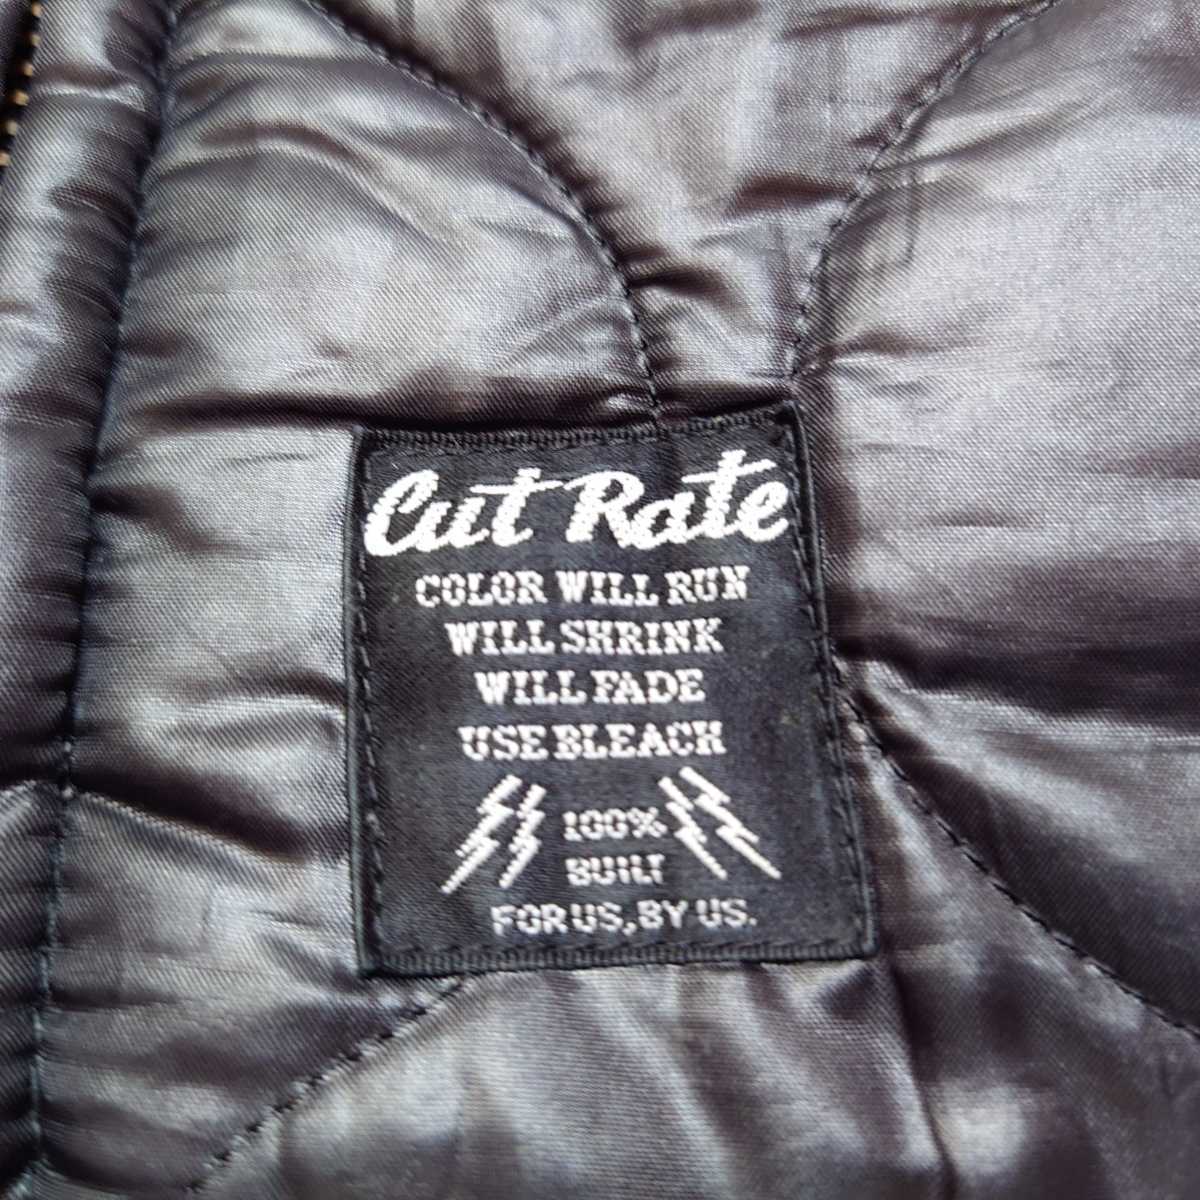 Cut Rate
COLOR WILL RUN
WILL SHRINK
WILL FADE
USE BLEACH
100%
BUILT
FOR US, BY US.